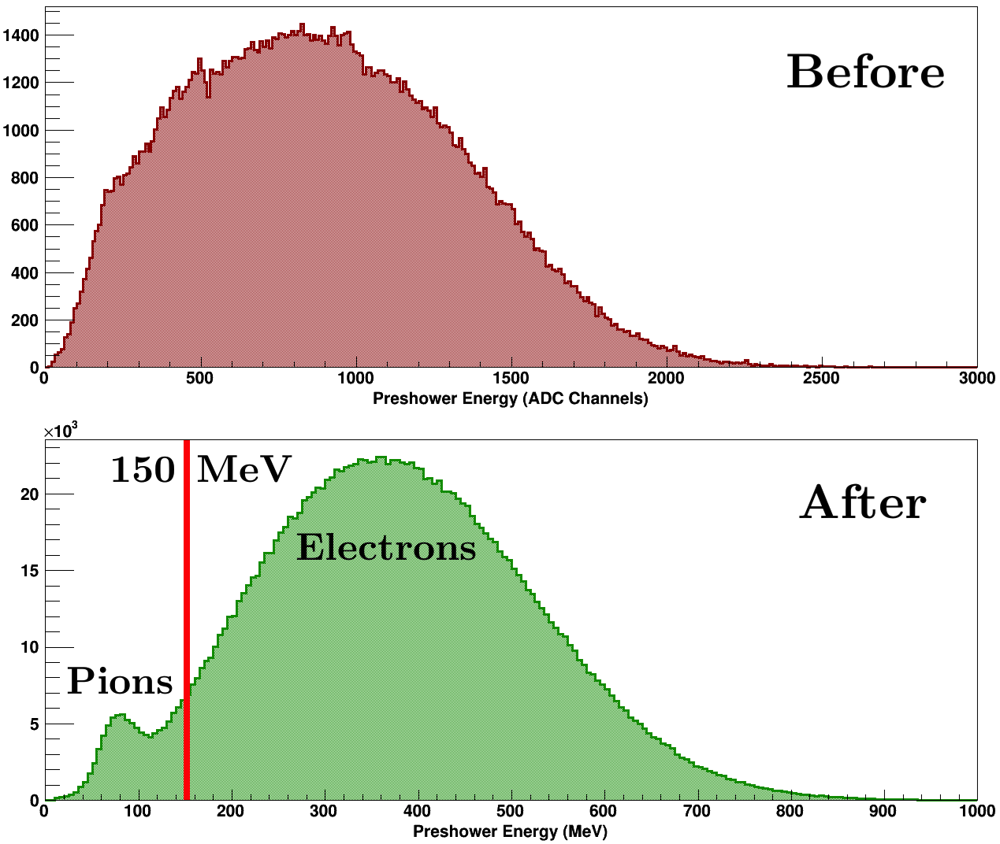 1400
1200
1000
800
600
400
200
0
Before
0 500 1000 1500 2000 2500 3000
Preshower Energy (ADC Channels)
×10³
150 MeV
After
20
Electrons
15
10
Pions
5
0
0 100 200 300 400 500 600 700 800 900 1000
Preshower Energy (MeV)